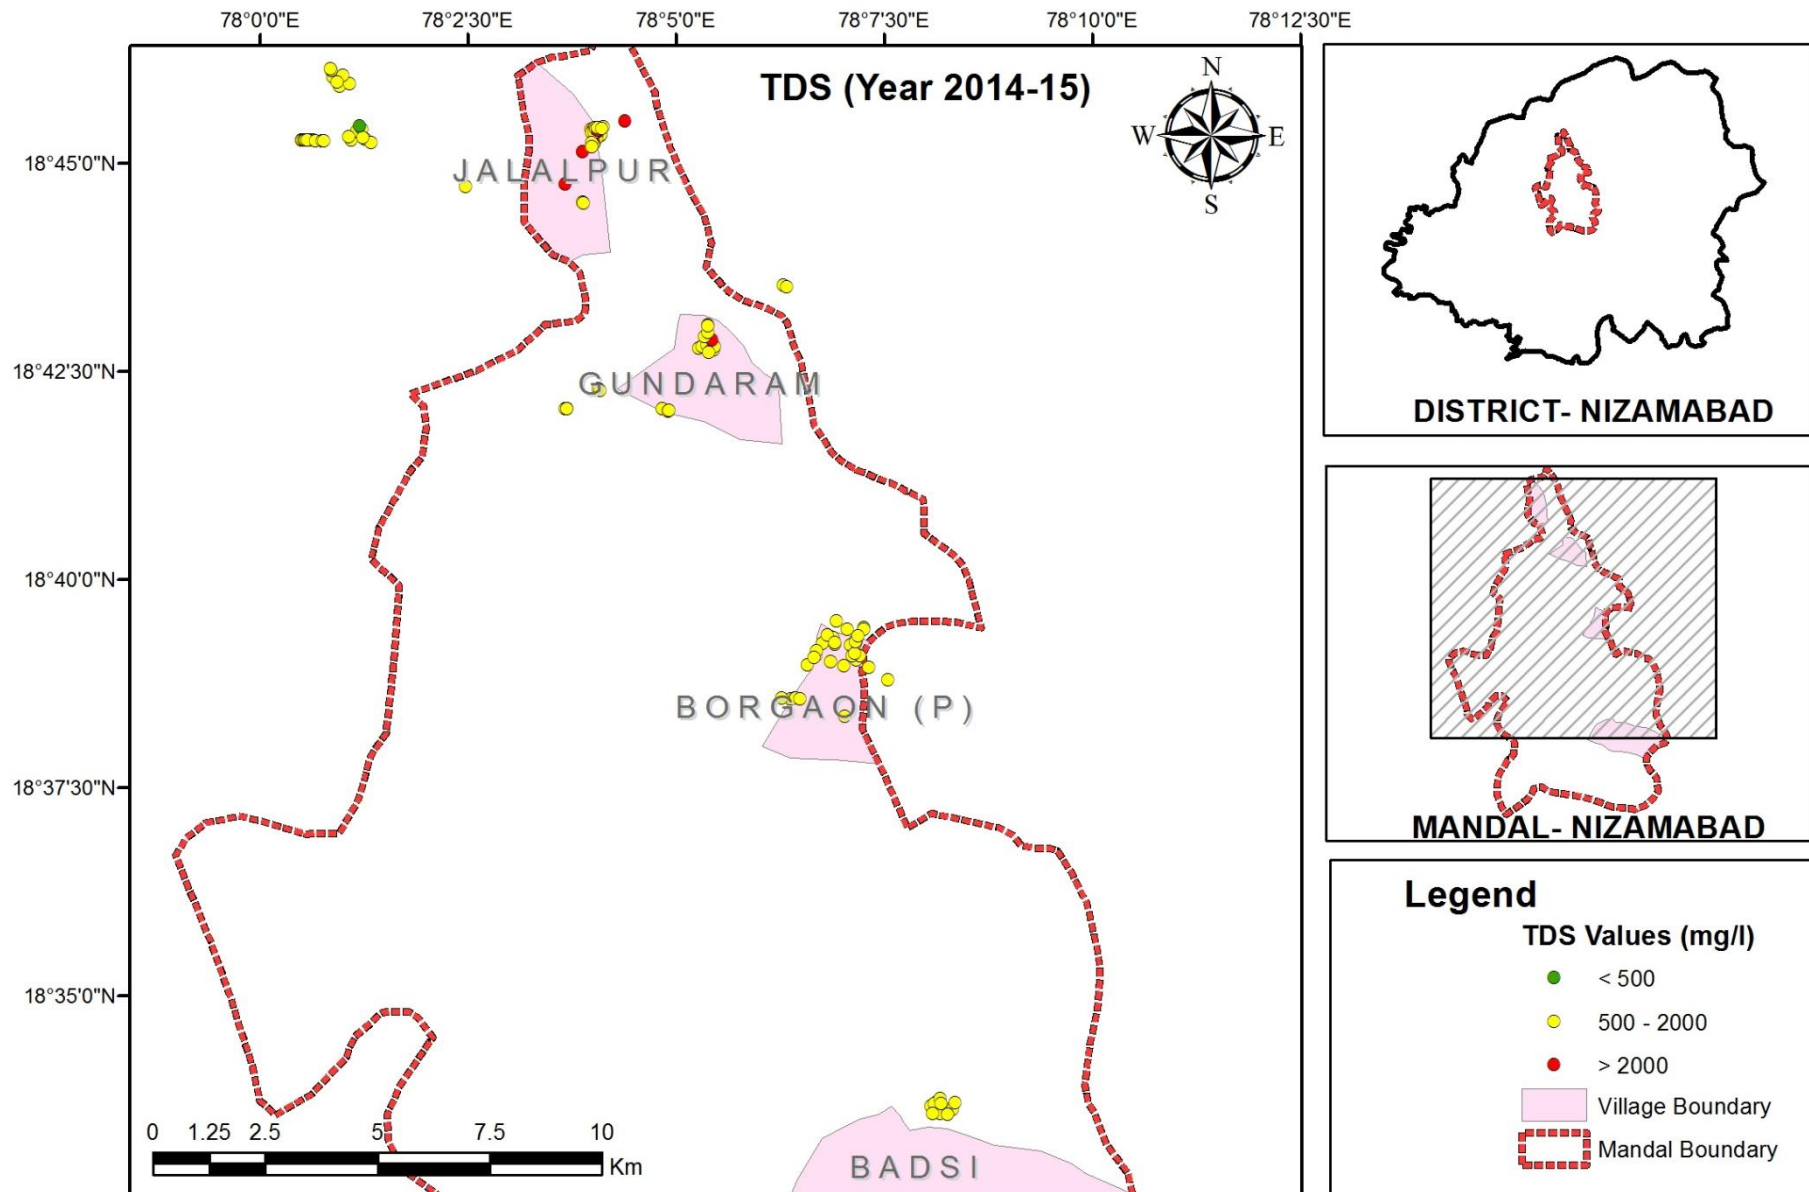 78°0'0"E 78°2'30"E 78°5'0"E 78°7'30"E 78°10'0"E 78°12'30"E
TDS (Year 2014-15)
N
W E
S
18°45'0"N
JALALPUR
18°42'30"N
GUNDARAM
18°40'0"N
BORGAON (P)
18°37'30"N
18°35'0"N
0 1.25 2.5 5 7.5 10
Km
BADSI
DISTRICT- NIZAMABAD
MANDAL- NIZAMABAD
Legend
TDS Values (mg/l)
< 500
500 - 2000
> 2000
Village Boundary
Mandal Boundary